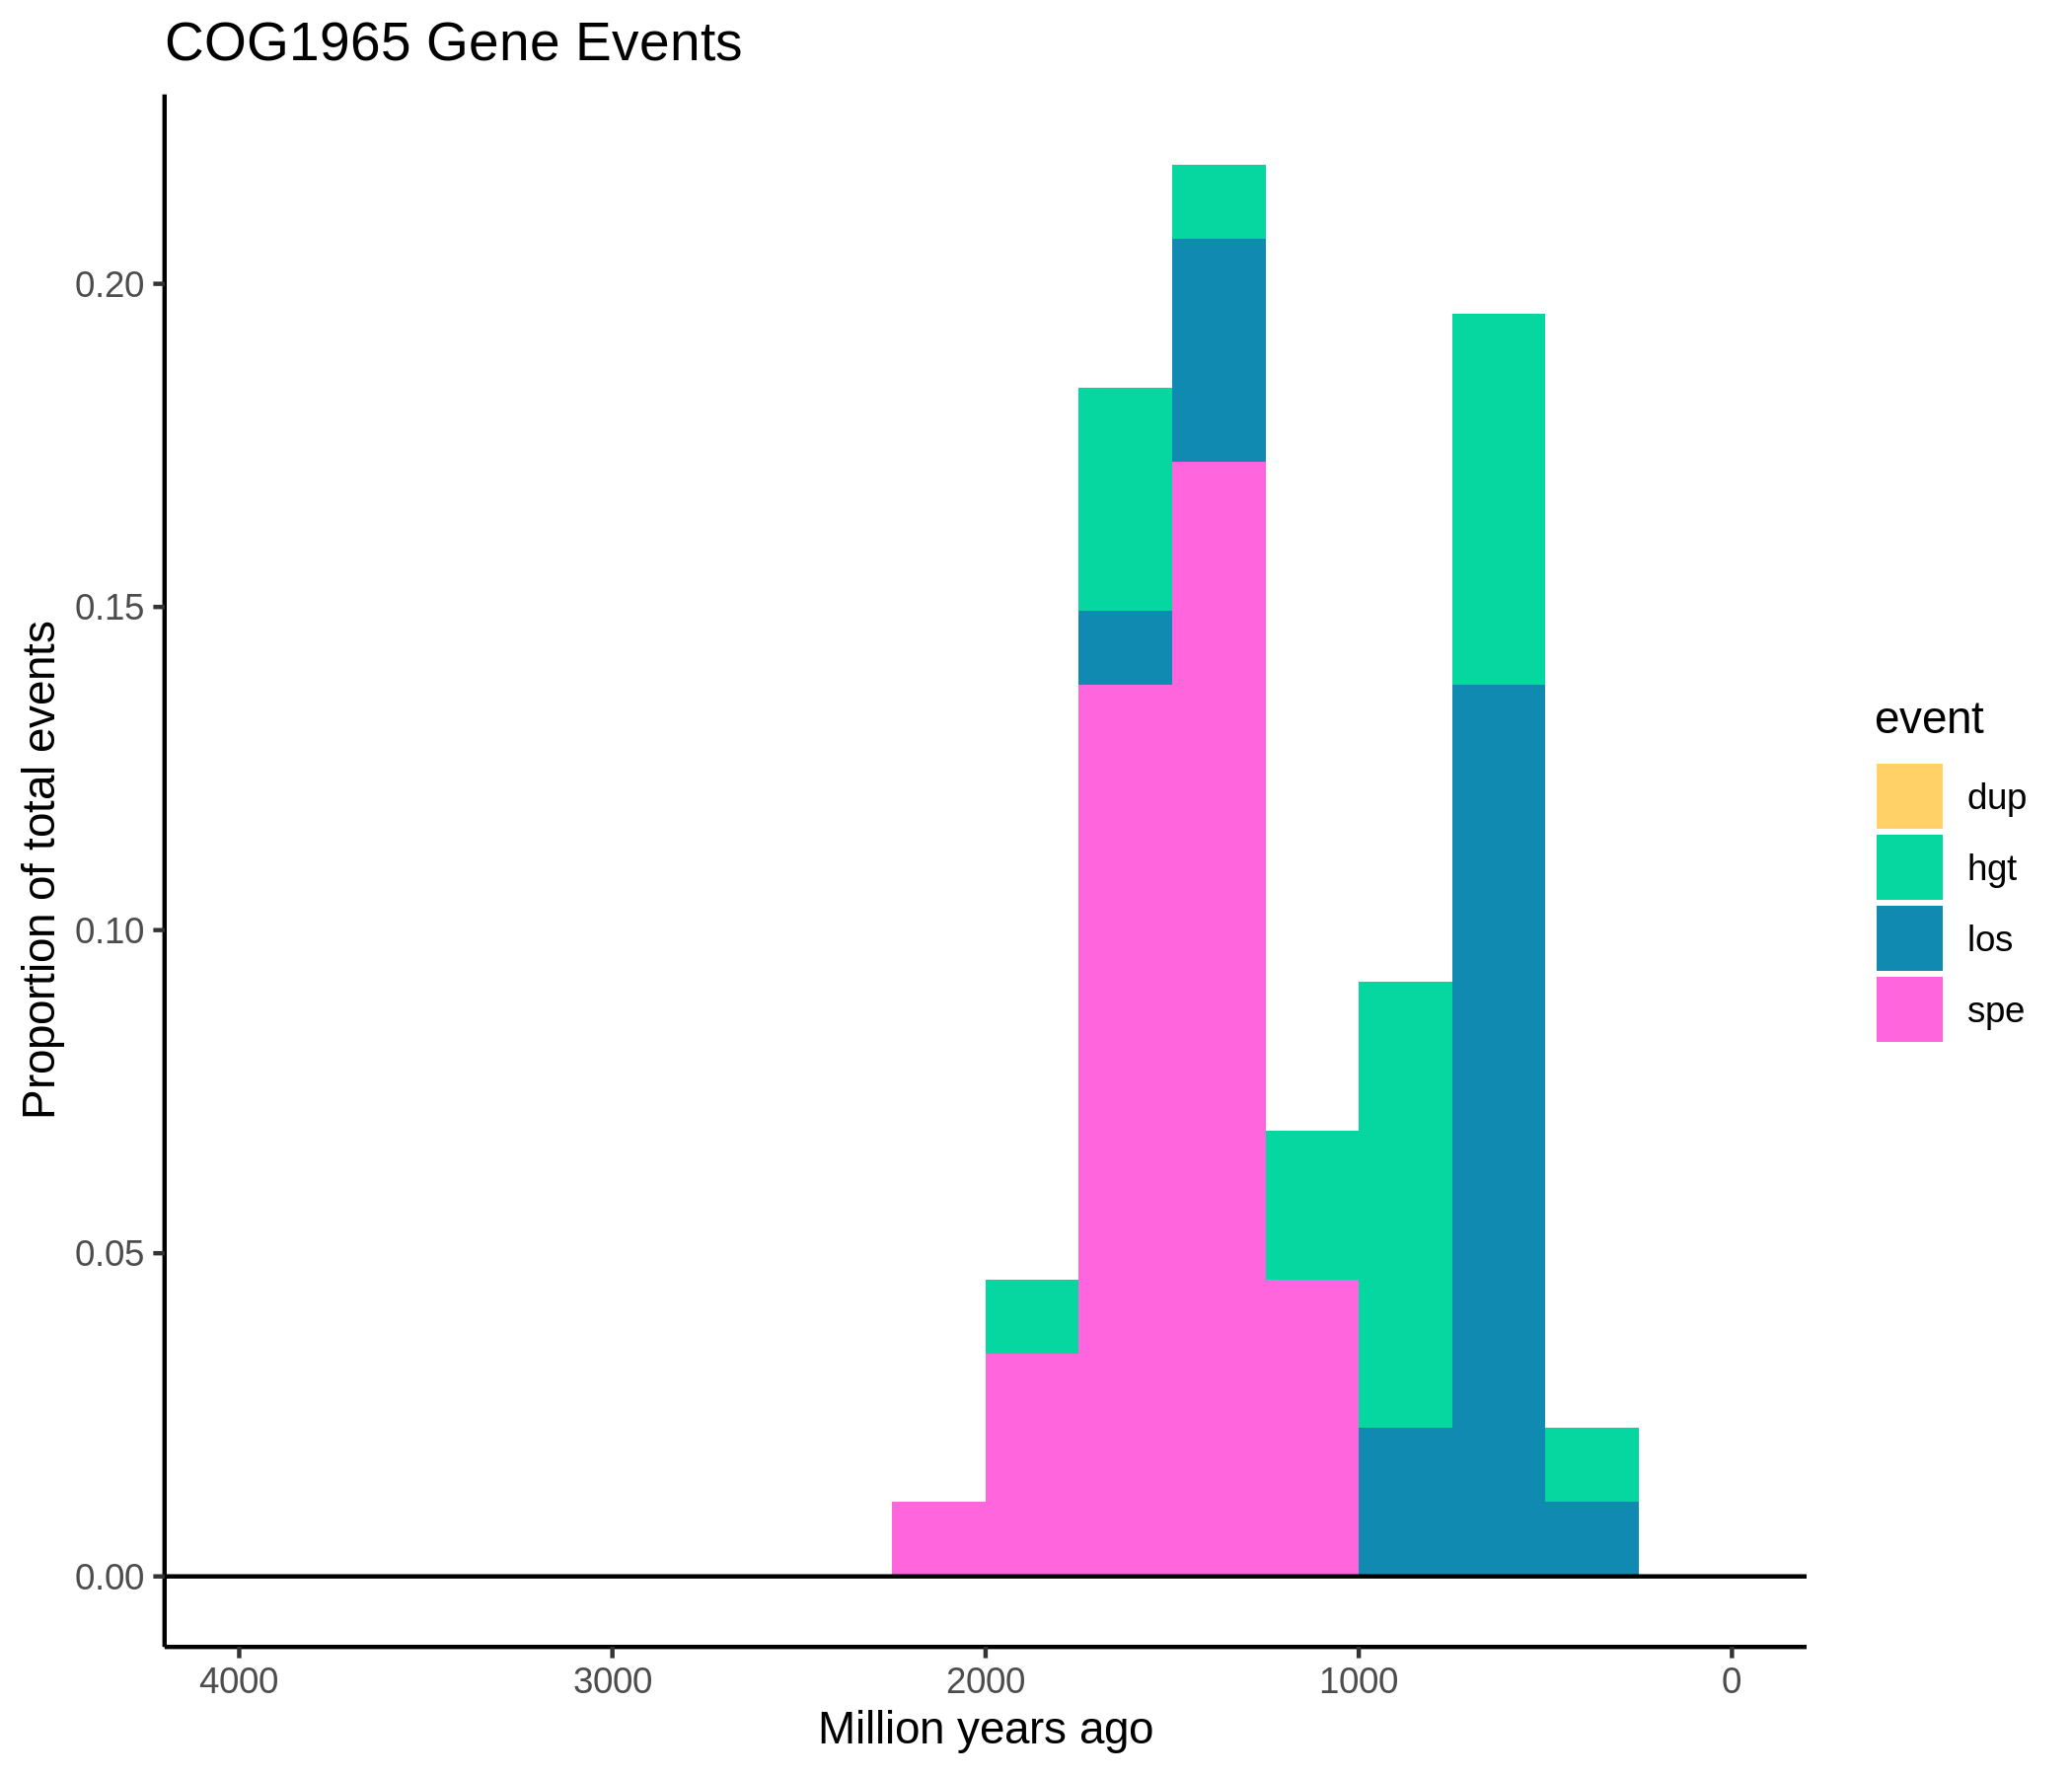 COG1965 Gene Events
Proportion of total events
0.20
0.15
0.10
0.05
0.00
4000 3000 2000 1000 0
Million years ago
event
dup
hgt
los
spe